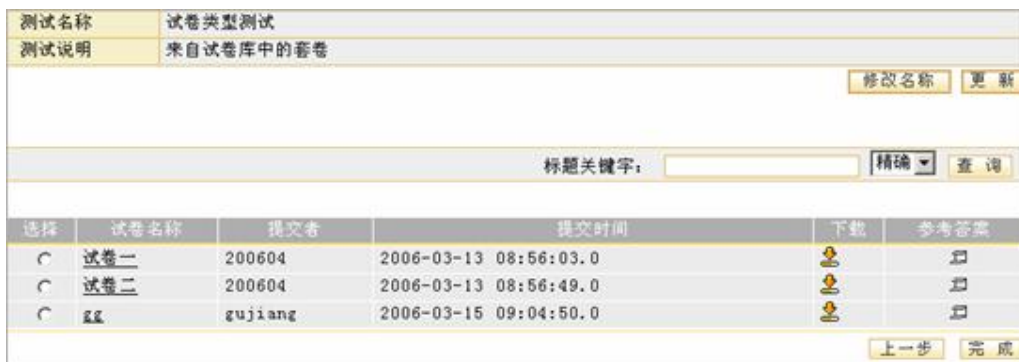 测试名称 试卷类型测试
测试说明 来自试卷库中的套卷
修改名称 更 新
标题关键字： 精确 查 询
选择 试卷名称 提交者 提交时间 下载 参考答案
试卷一 200604 2006-03-13 08:56:03.0
试卷二 200604 2006-03-13 08:56:49.0
gg gujiang 2006-03-15 09:04:50.0
上一步 完 成